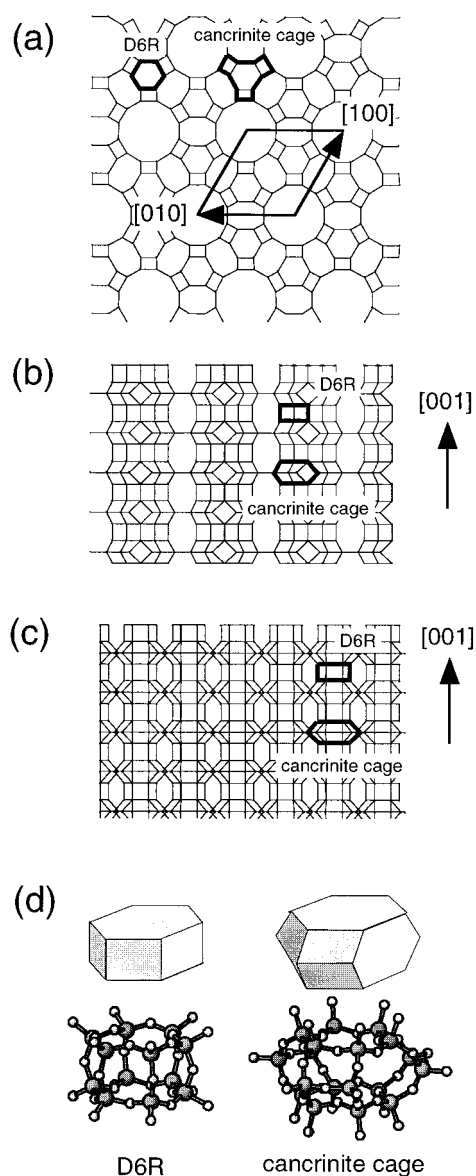 (a)
D6R
cancrinite cage
[100]
[010]
(b)
D6R
[001]
cancrinite cage
(c)
D6R
[001]
cancrinite cage
(d)
D6R
cancrinite cage